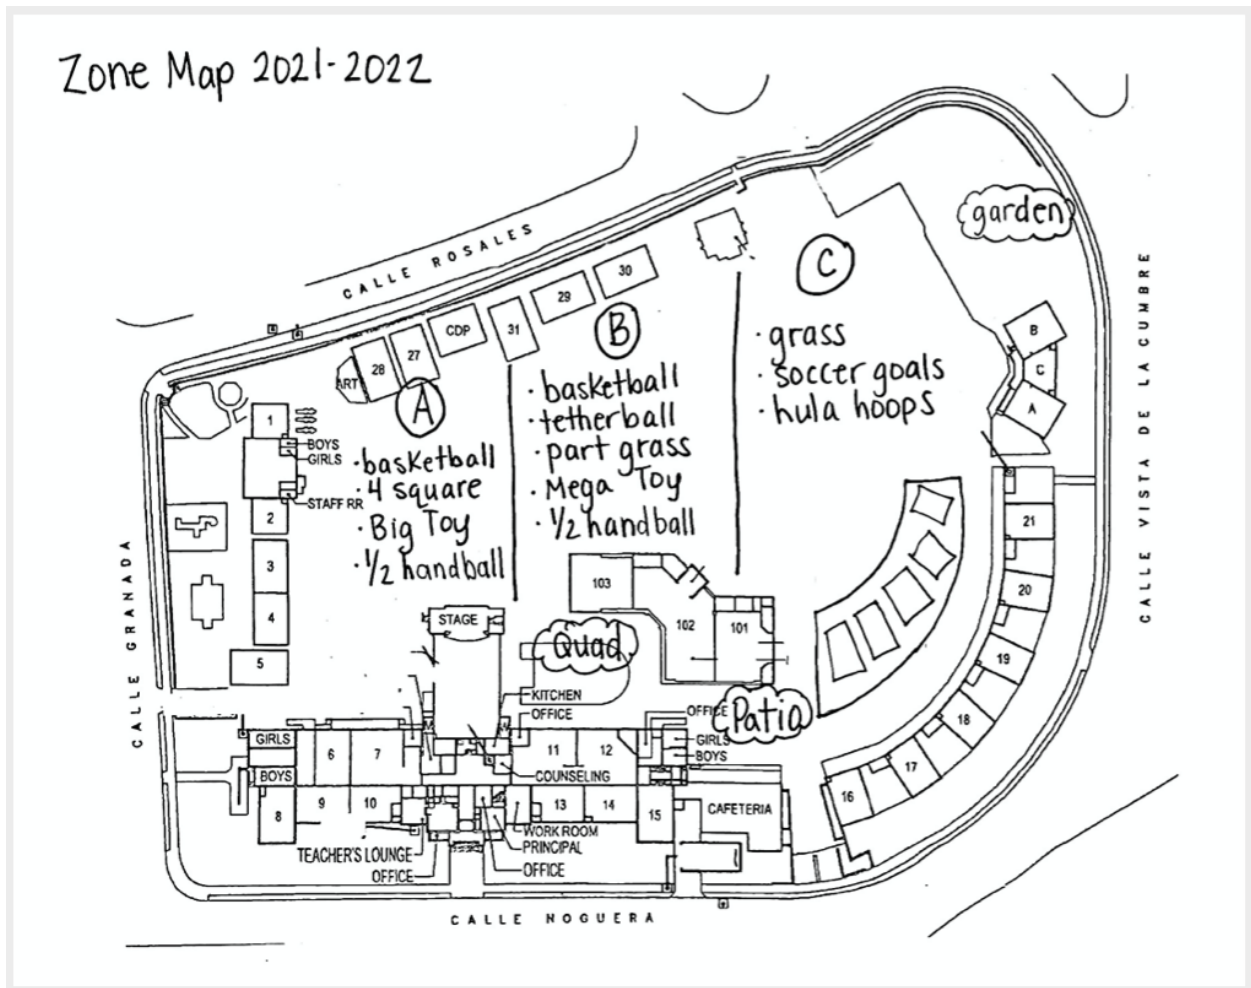 Zone Map 2021-2022
CALLE ROSALES
garden
C
30
29
B
31
CDP
27
28
ART
A
· grass
· soccer goals
· hula hoops
· basketball
· tetherball
· part grass
· Mega Toy
· 1/2 handball
· basketball
· 4 square
· Big Toy
· 1/2 handball
B
C
A
CALLE VISTA DE LA CUMBRE
1
BOYS
GIRLS
STAFF RR
2
3
4
5
CALLE GRANADA
21
20
19
18
17
16
103
102
101
STAGE
Quad
Patio
KITCHEN
OFFICE
OFFICE
GIRLS
BOYS
GIRLS
6
7
11
12
COUNSELING
BOYS
8
9
10
13
14
15
CAFETERIA
WORK ROOM
PRINCIPAL
TEACHER'S LOUNGE
OFFICE
OFFICE
CALLE NOGUERA